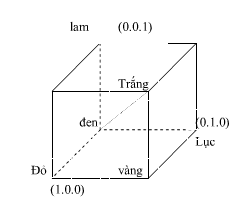 lam (0.0.1)
Trắng
đen (0.1.0)
Lục
Đỏ vàng
(1.0.0)